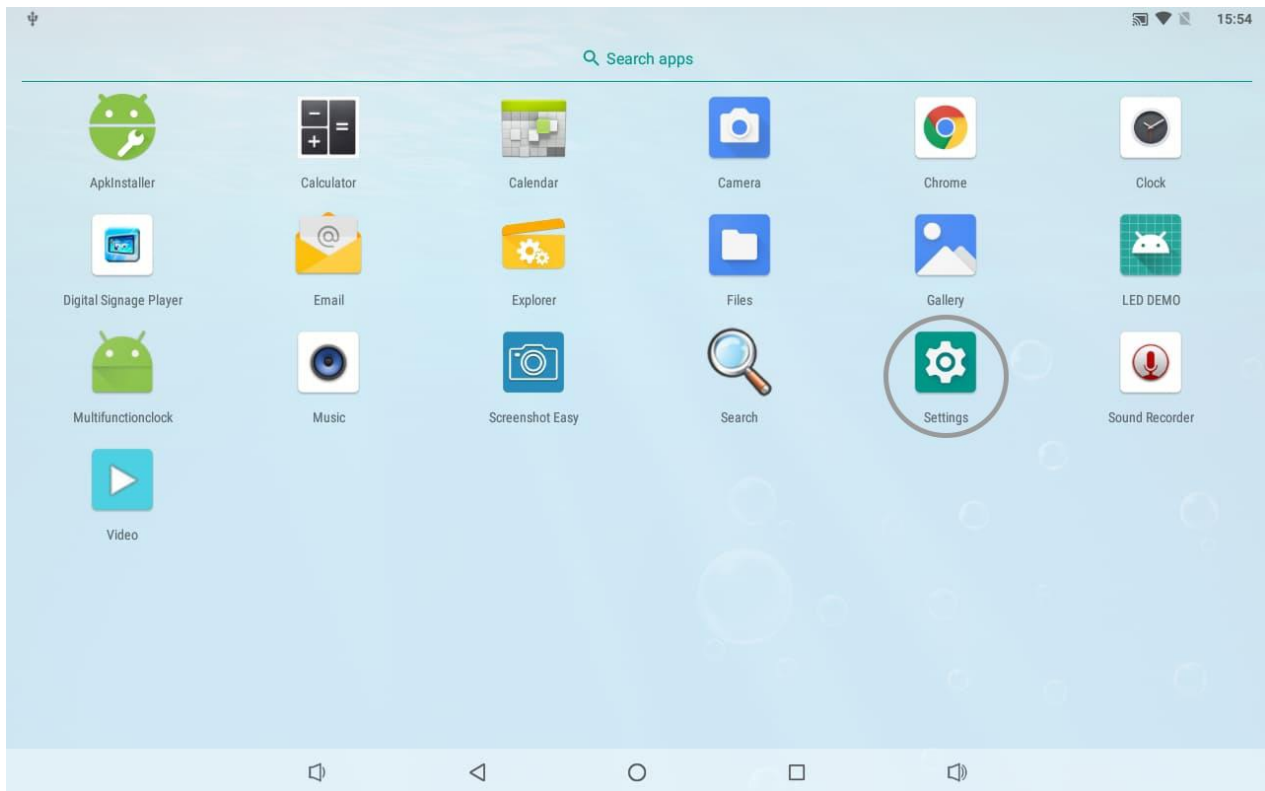 15:54
Search apps
ApkInstaller
Calculator
Calendar
Camera
Chrome
Clock
Digital Signage Player
Email
Explorer
Files
Gallery
LED DEMO
Multifunctionclock
Music
Screenshot Easy
Search
Settings
Sound Recorder
Video